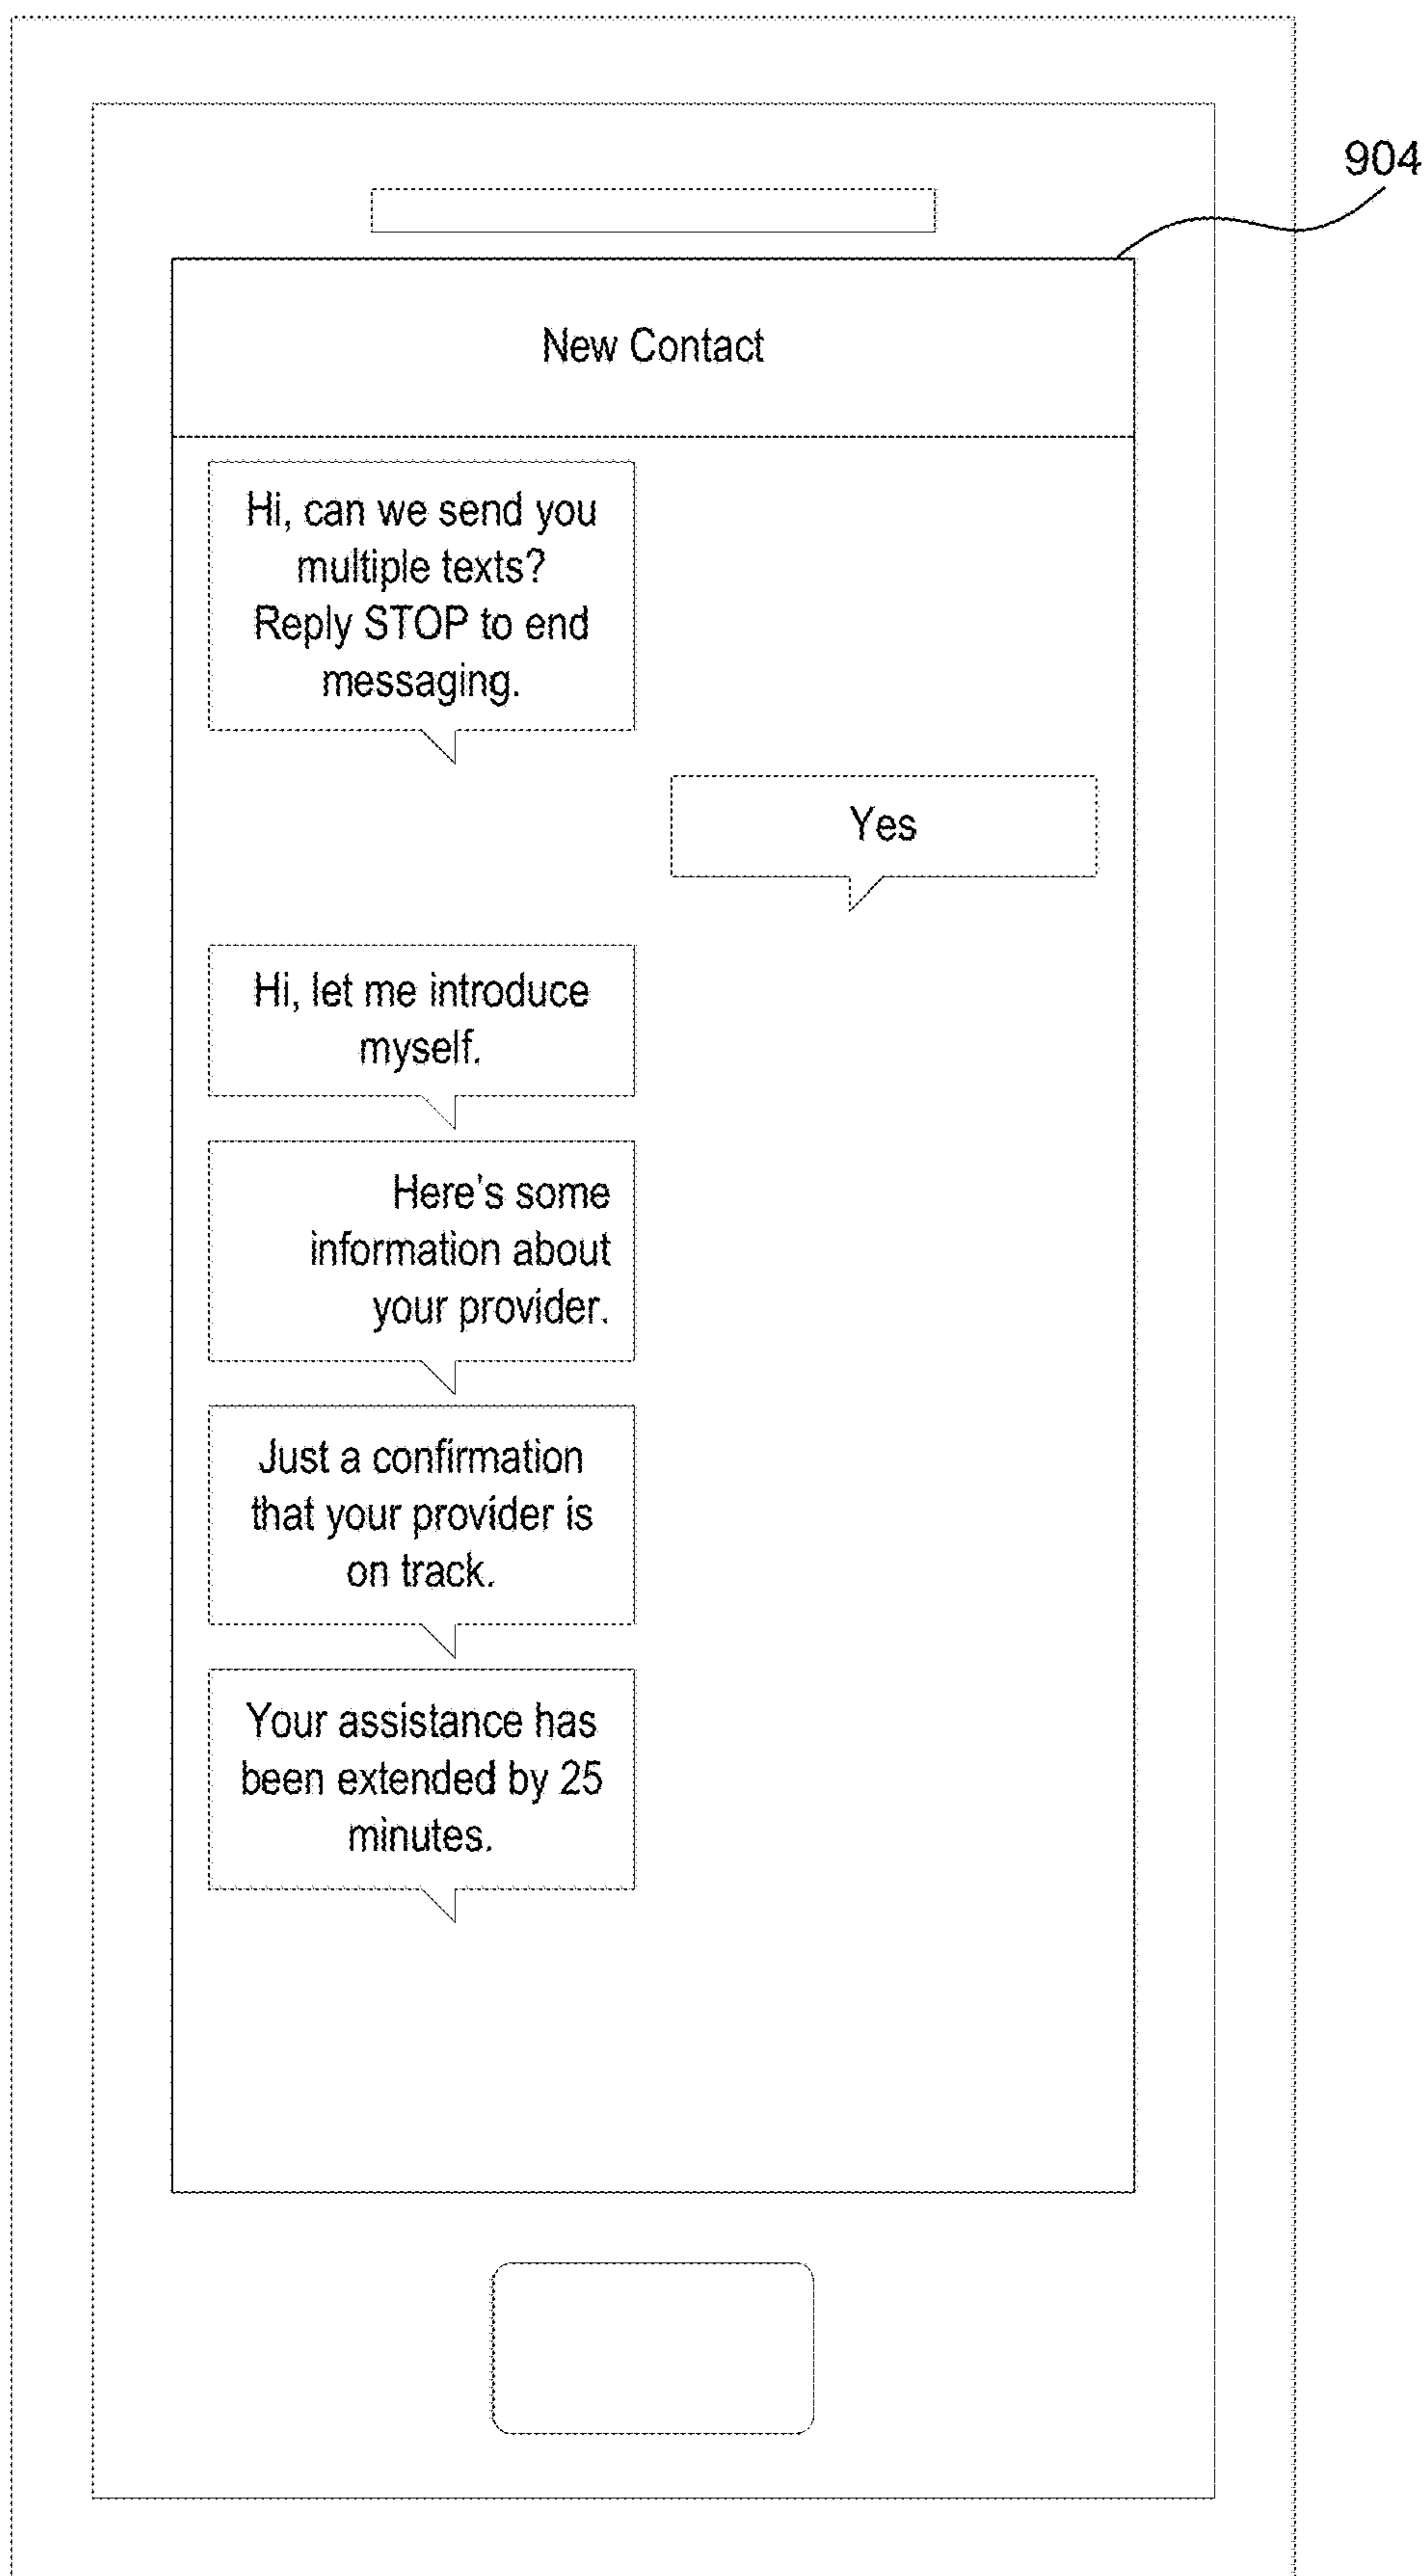 904
New Contact
Hi, can we send you
multiple texts?
Reply STOP to end
messaging.
Yes
Hi, let me introduce
myself.
Here's some
information about
your provider.
Just a confirmation
that your provider is
on track.
Your assistance has
been extended by 25
minutes.